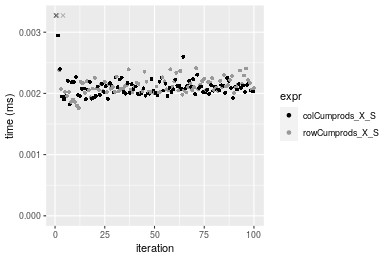 0.003
0.002
0.001
0.000
time (ms)
0
25
50
75
100
iteration
expr
colCumprods_X_S
rowCumprods_X_S